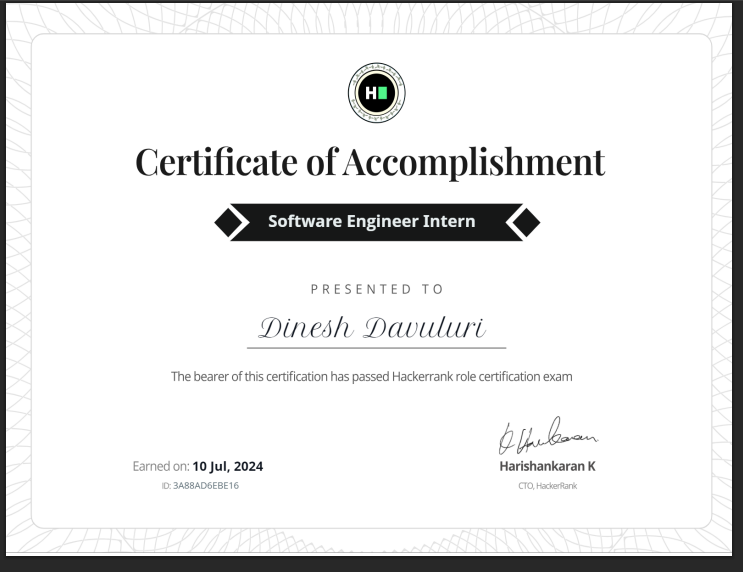 H
Certificate of Accomplishment
Software Engineer Intern
PRESENTED TO
Dinesh Davuluri
The bearer of this certification has passed Hackerrank role certification exam
Earned on: 10 Jul, 2024
ID: 3A88AD6EBE16
Harishankaran K
CTO, HackerRank